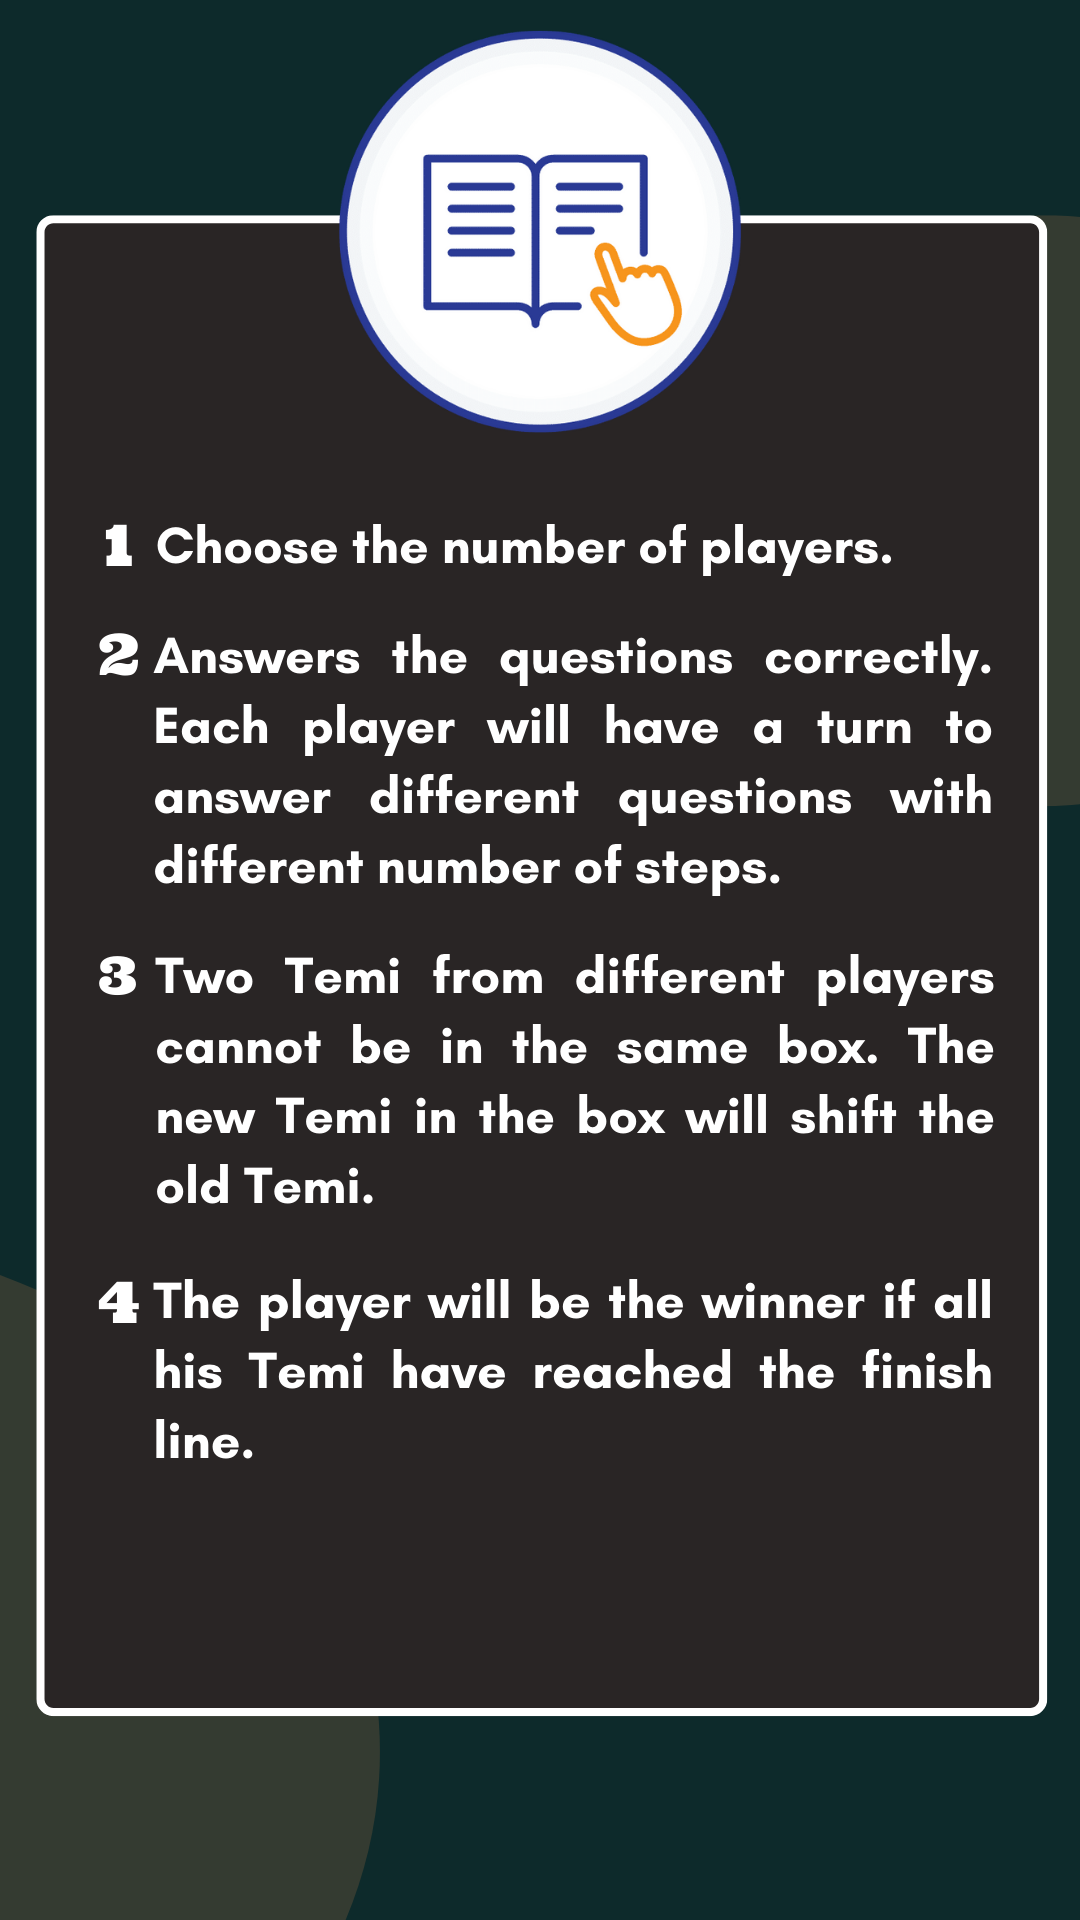 1 Choose the number of players.
2 Answers the questions correctly.
Each player will have a turn to
answer different questions with
different number of steps.
3 Two Temi from different players
cannot be in the same box. The
new Temi in the box will shift the
old Temi.
4 The player will be the winner if all
his Temi have reached the finish
line.